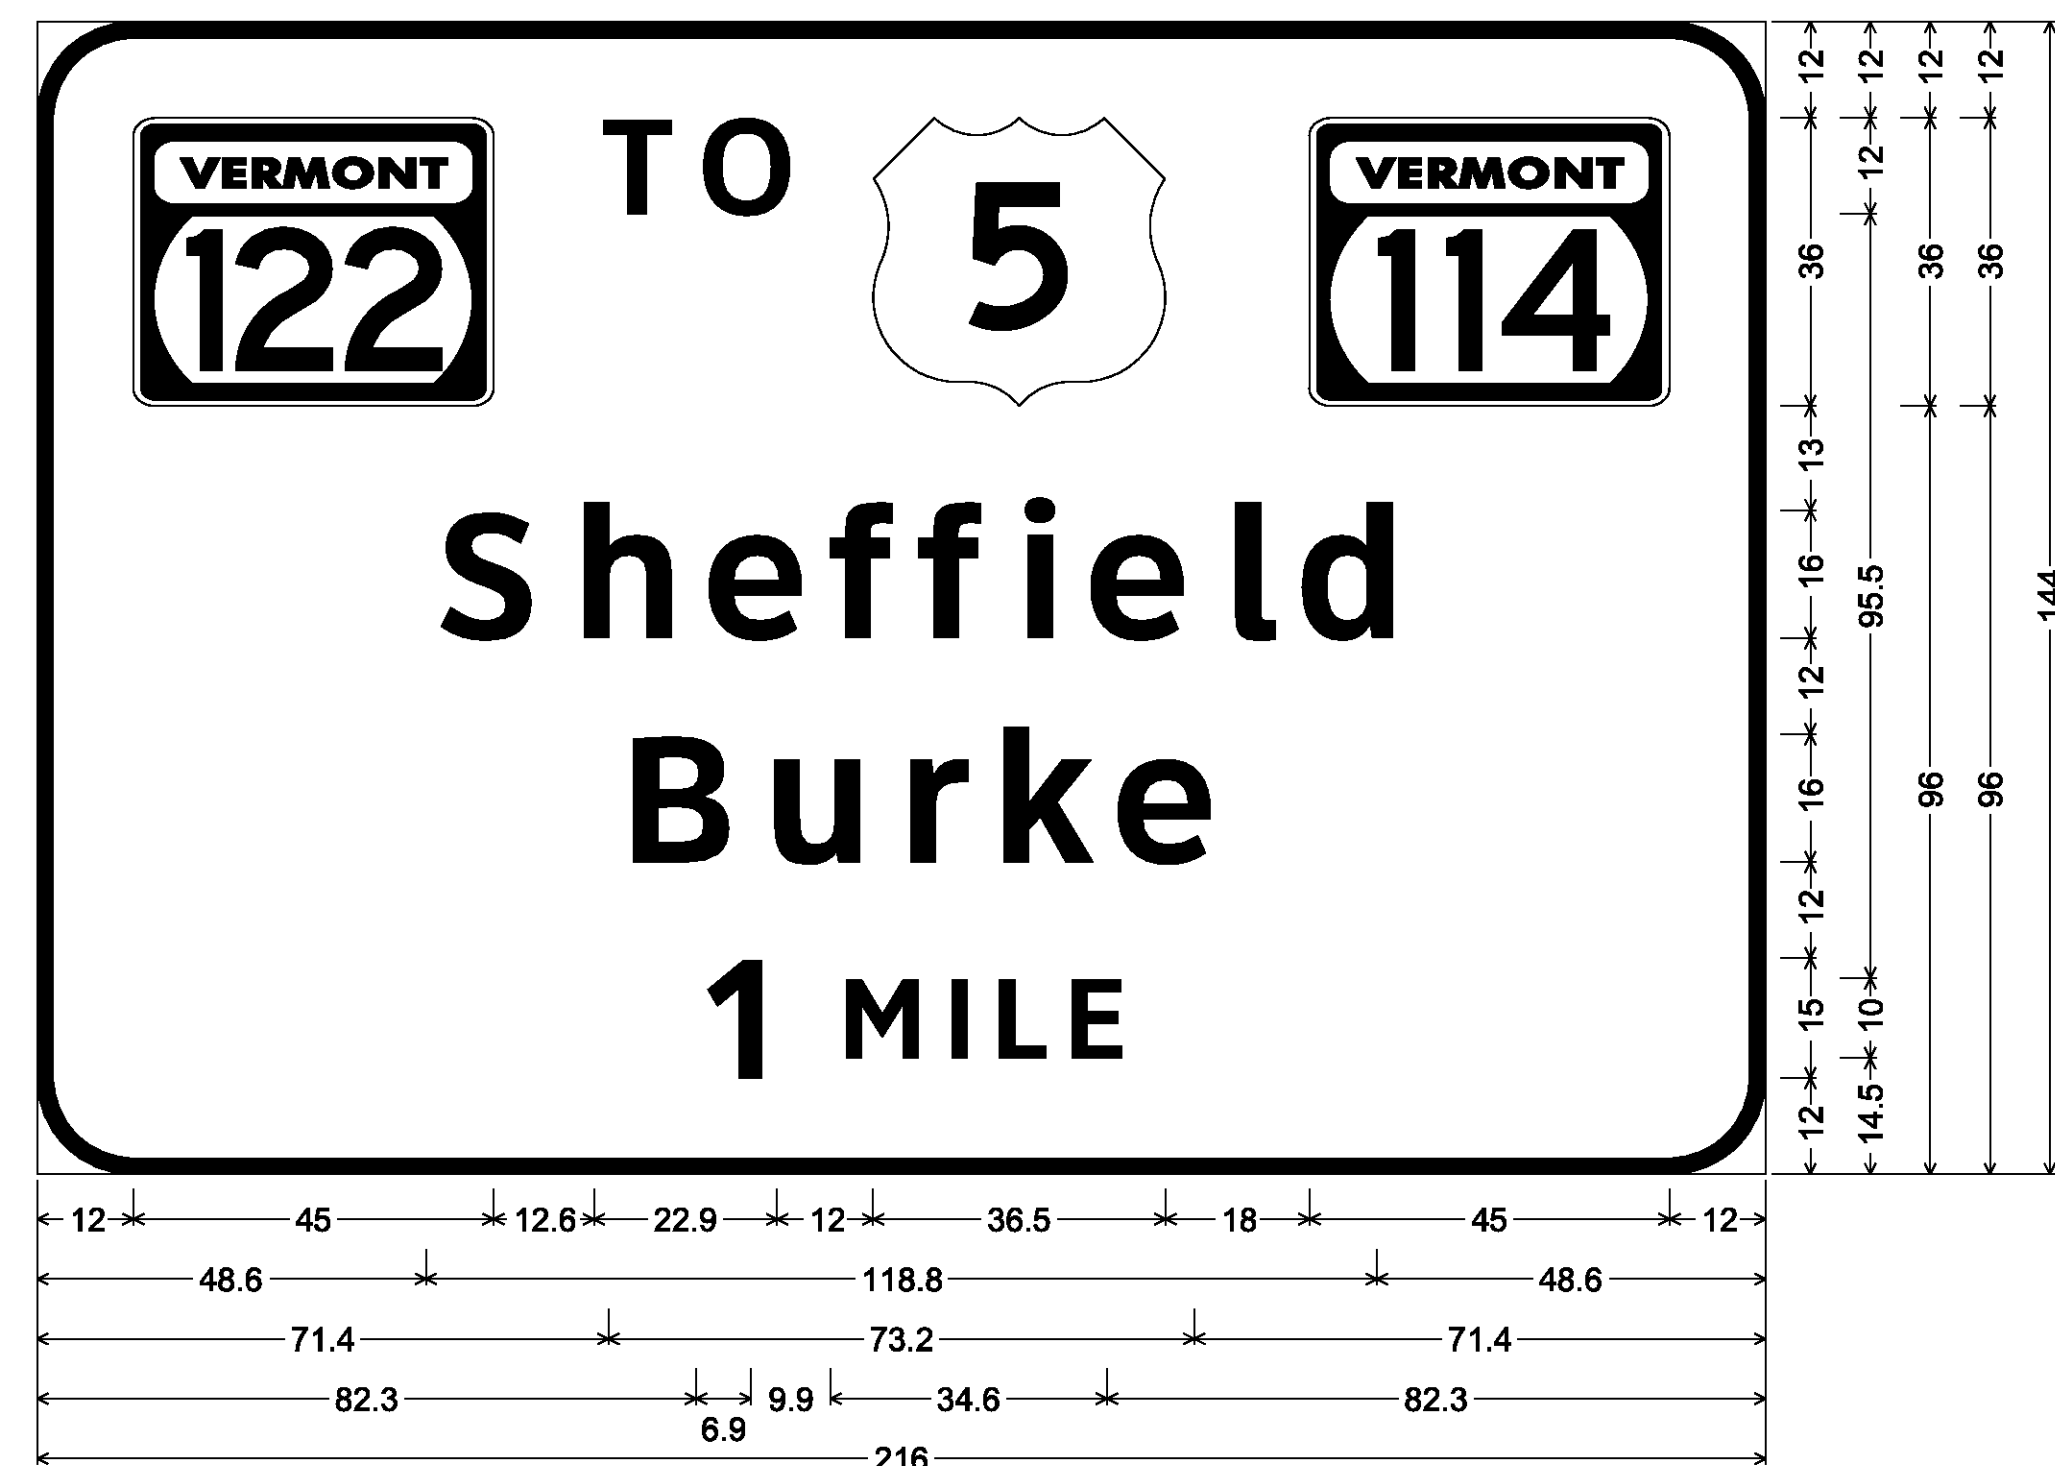 VERMONT
122
TO
5
VERMONT
114
Sheffield
Burke
1 MILE
12 36 13 16 12 16 12 15 12
12 12 95.5 10 14.5
12 36 96
12 36 96
144
12 45 12.6 22.9 12 36.5 18 45 12
48.6 118.8 48.6
71.4 73.2 71.4
82.3 6.9 9.9 34.6 82.3
216